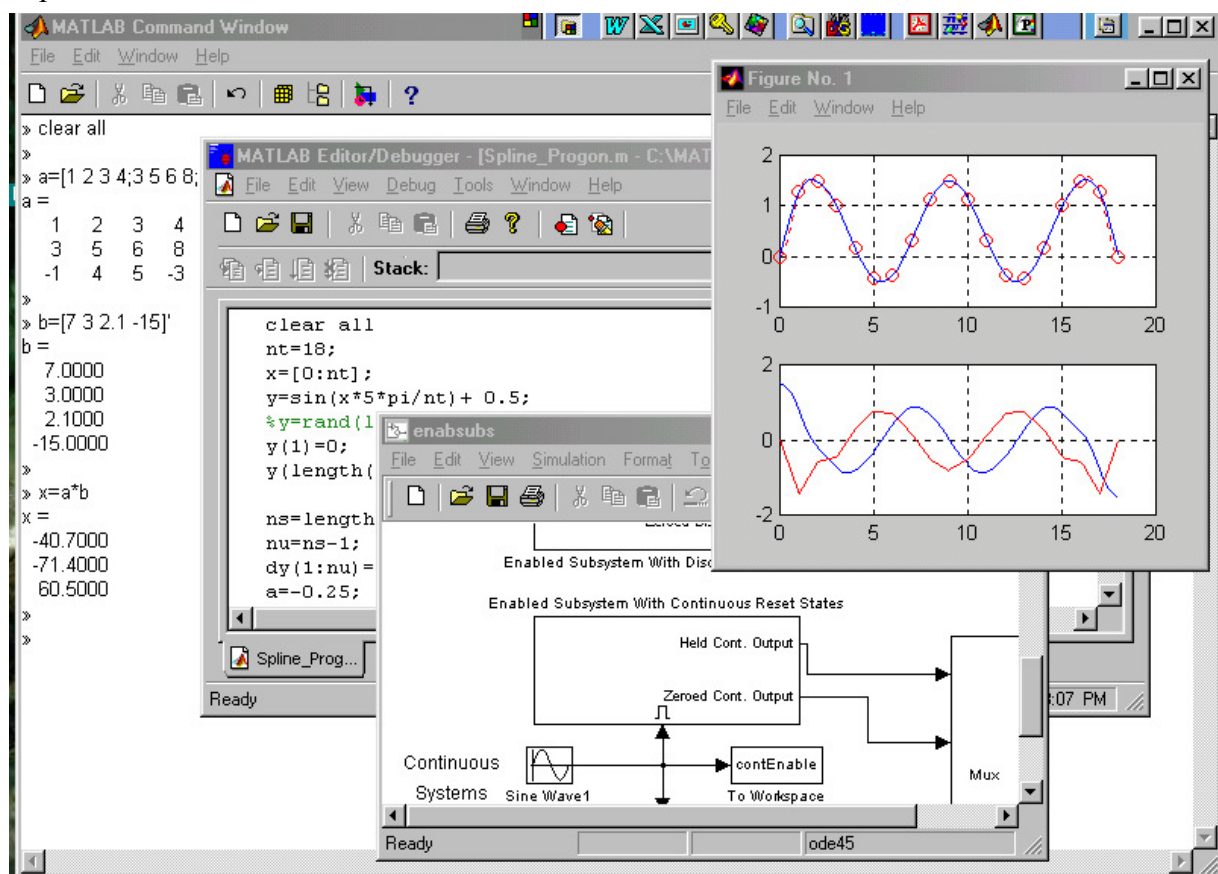 MATLAB Command Window
File Edit Window Help
» clear all
»
» a=[1 2 3 4;3 5 6 8;
a =
1 2 3 4
3 5 6 8
-1 4 5 -3
»
» b=[7 3 2.1 -15]'
b =
7.0000
3.0000
2.1000
-15.0000
»
» x=a*b
x =
-40.7000
-71.4000
60.5000
»
»
MATLAB Editor/Debugger - [Spline_Progon.m - C:\MAT
File Edit View Debug Tools Window Help
Stack:
clear all
nt=18;
x=[0:nt];
y=sin(x*5*pi/nt)+ 0.5;
%y=rand(1
y(1)=0;
y(length(
ns=length
nu=ns-1;
dy(1:nu)=
a=-0.25;
Spline_Prog...
Ready
:07 PM
enabsubs
File Edit View Simulation Format To
Enabled Subsystem With Disc
Enabled Subsystem With Continuous Reset States
Held Cont. Output
Zeroed Cont. Output
Continuous
Systems
Sine Wave1
contEnable
To Workspace
Mux
Ready
ode45
Figure No. 1
File Edit Window Help
2
1
0
-1
0 5 10 15 20
2
0
-2
0 5 10 15 20